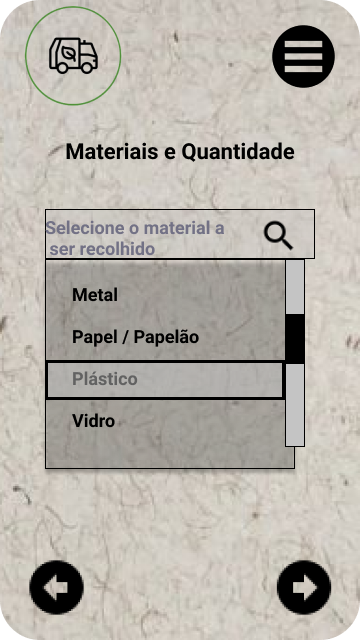 Materiais e Quantidade
Selecione o material a
ser recolhido
Metal
Papel / Papelão
Plástico
Vidro